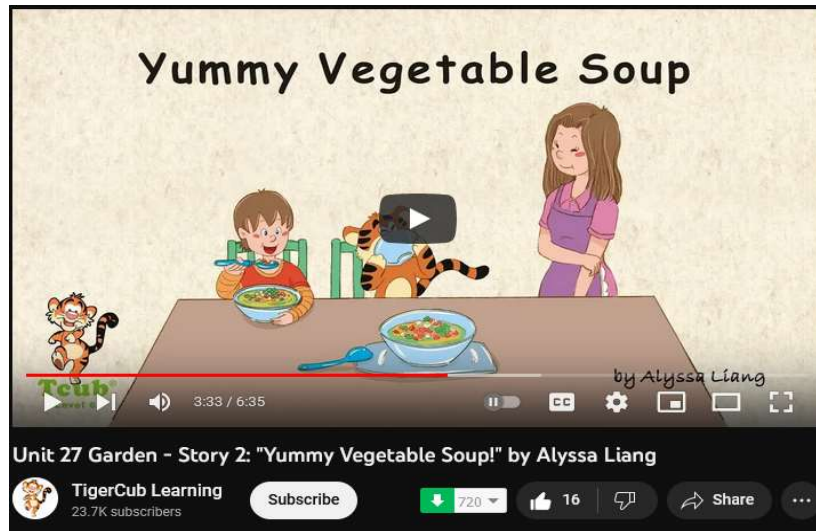 Yummy Vegetable Soup
by Alyssa Liang
Tcub®
3:33 / 6:35
CC
Unit 27 Garden - Story 2: "Yummy Vegetable Soup!" by Alyssa Liang
TigerCub Learning
23.7K subscribers
Subscribe
720
16
Share